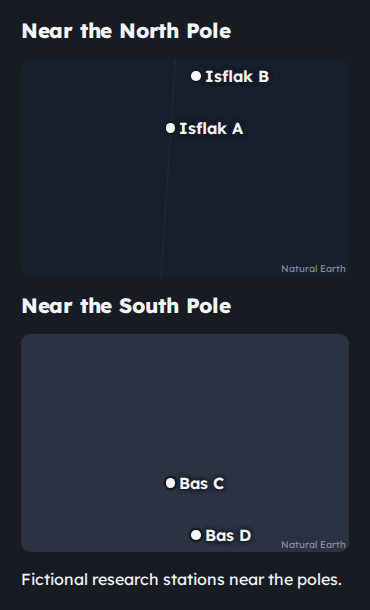 Near the North Pole
Isflak B
Isflak A
Natural Earth
Near the South Pole
Bas C
Bas D
Natural Earth
Fictional research stations near the poles.